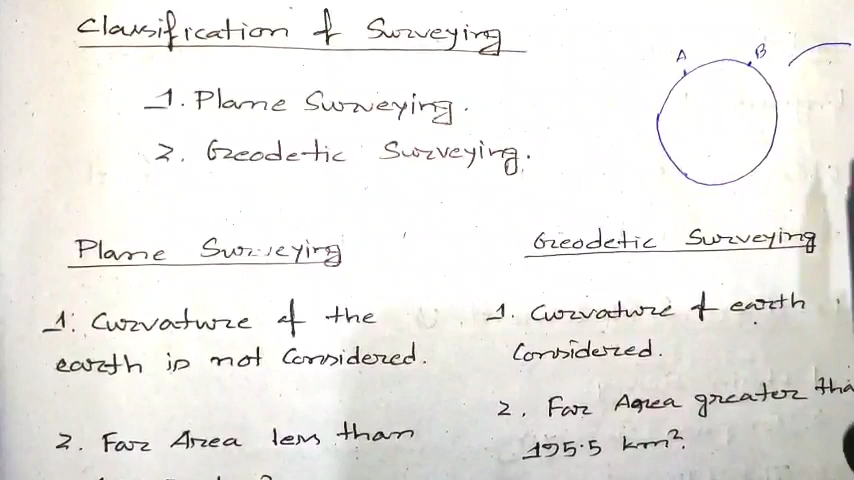 Classification of Surveying
A B
1. Plane Surveying.
2. Geodetic Surveying.
Plane Surveying
1. Curvature of the
earth is not Considered.
2. For Area less than
Geodetic Surveying
1. Curvature of earth
Considered.
2. For Area greater tha
195.5 km².